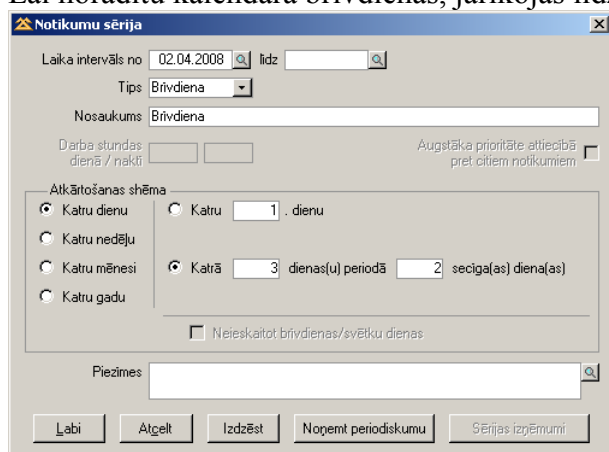 Lai norādītu kalendārā brīvdienas, jārīkojas līdz
Notikumu sērija
Laika intervāls no 02.04.2008 līdz
Tips Brīvdiena
Nosaukums Brīvdiena
Darba stundas dienā / naktī
Augstāka prioritāte attiecībā pret citiem notikumiem
Atkārtošanas shēma
Katru dienu Katru 1 . dienu
Katru nedēļu
Katru mēnesi Katrā 3 dienas(u) periodā 2 secīga(as) diena(as)
Katru gadu
Neieskaitot brīvdienas/svētku dienas
Piezīmes
Labi Atcelt Izdzēst Noņemt periodiskumu Sērijas izņēmumi